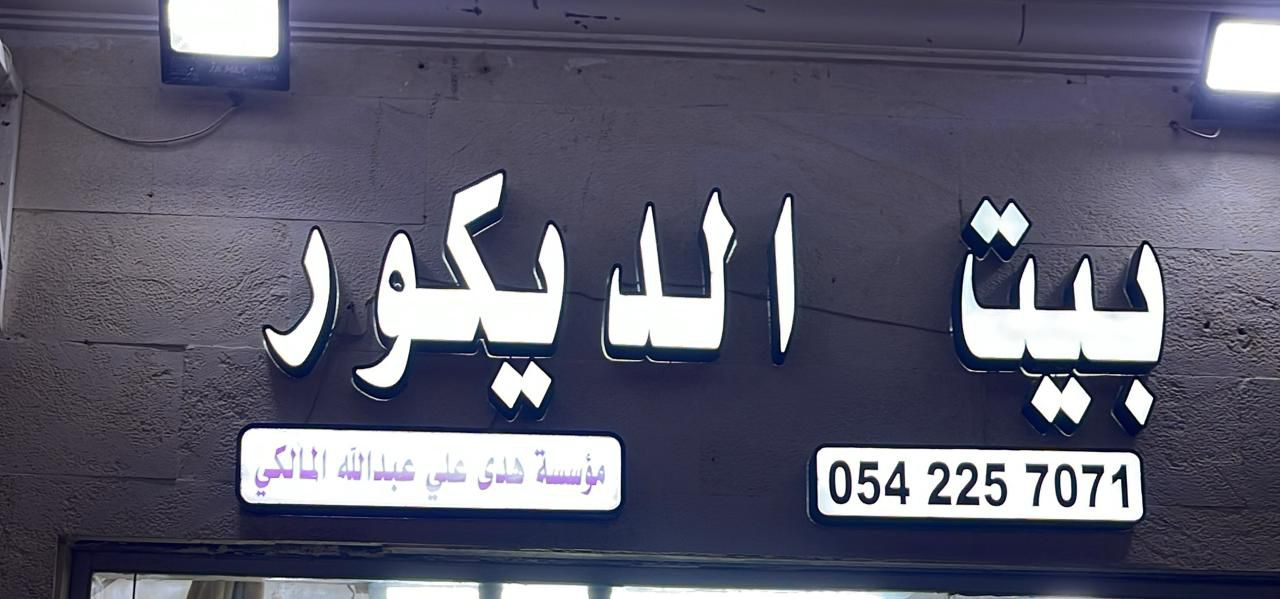 بيت الديكور
054 225 7071
مؤسسة هدى علي عبدالله المالكي